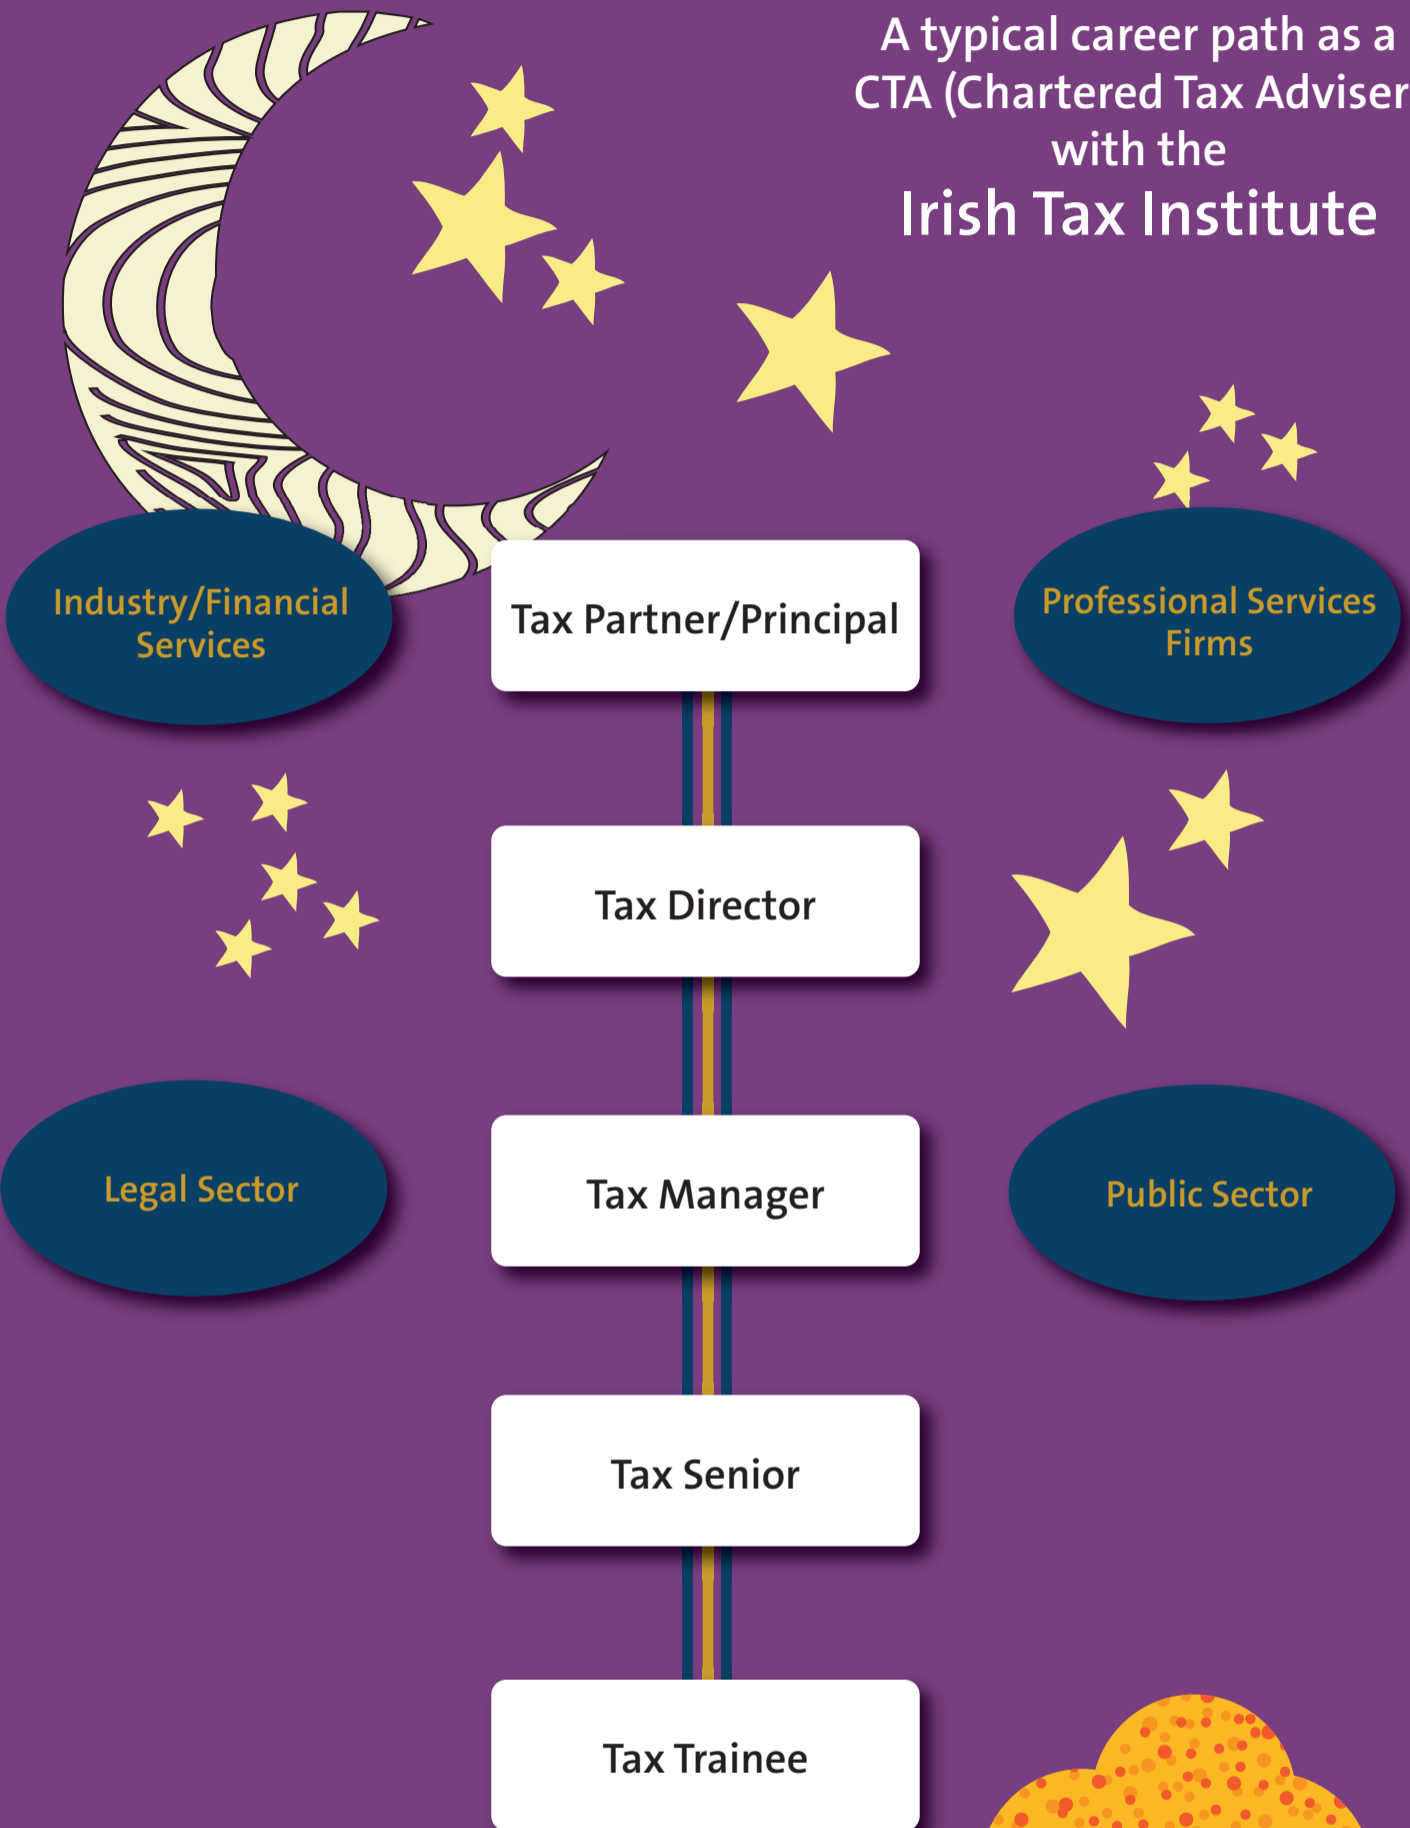 A typical career path as a
CTA (Chartered Tax Adviser
with the
Irish Tax Institute
Industry/Financial
Services
Tax Partner/Principal
Professional Services
Firms
Tax Director
Legal Sector
Tax Manager
Public Sector
Tax Senior
Tax Trainee